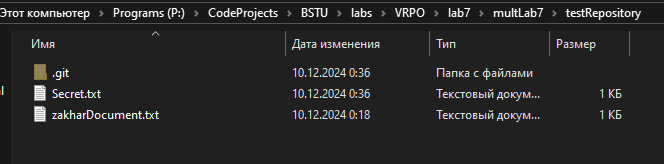 Этот компьютер > Programs (P:) > CodeProjects > BSTU > labs > VRPO > lab7 > multLab7 > testRepository
Имя Дата изменения Тип Размер
.git 10.12.2024 0:36 Папка с файлами
Secret.txt 10.12.2024 0:36 Текстовый докум... 1 КБ
zakharDocument.txt 10.12.2024 0:18 Текстовый докум... 1 КБ